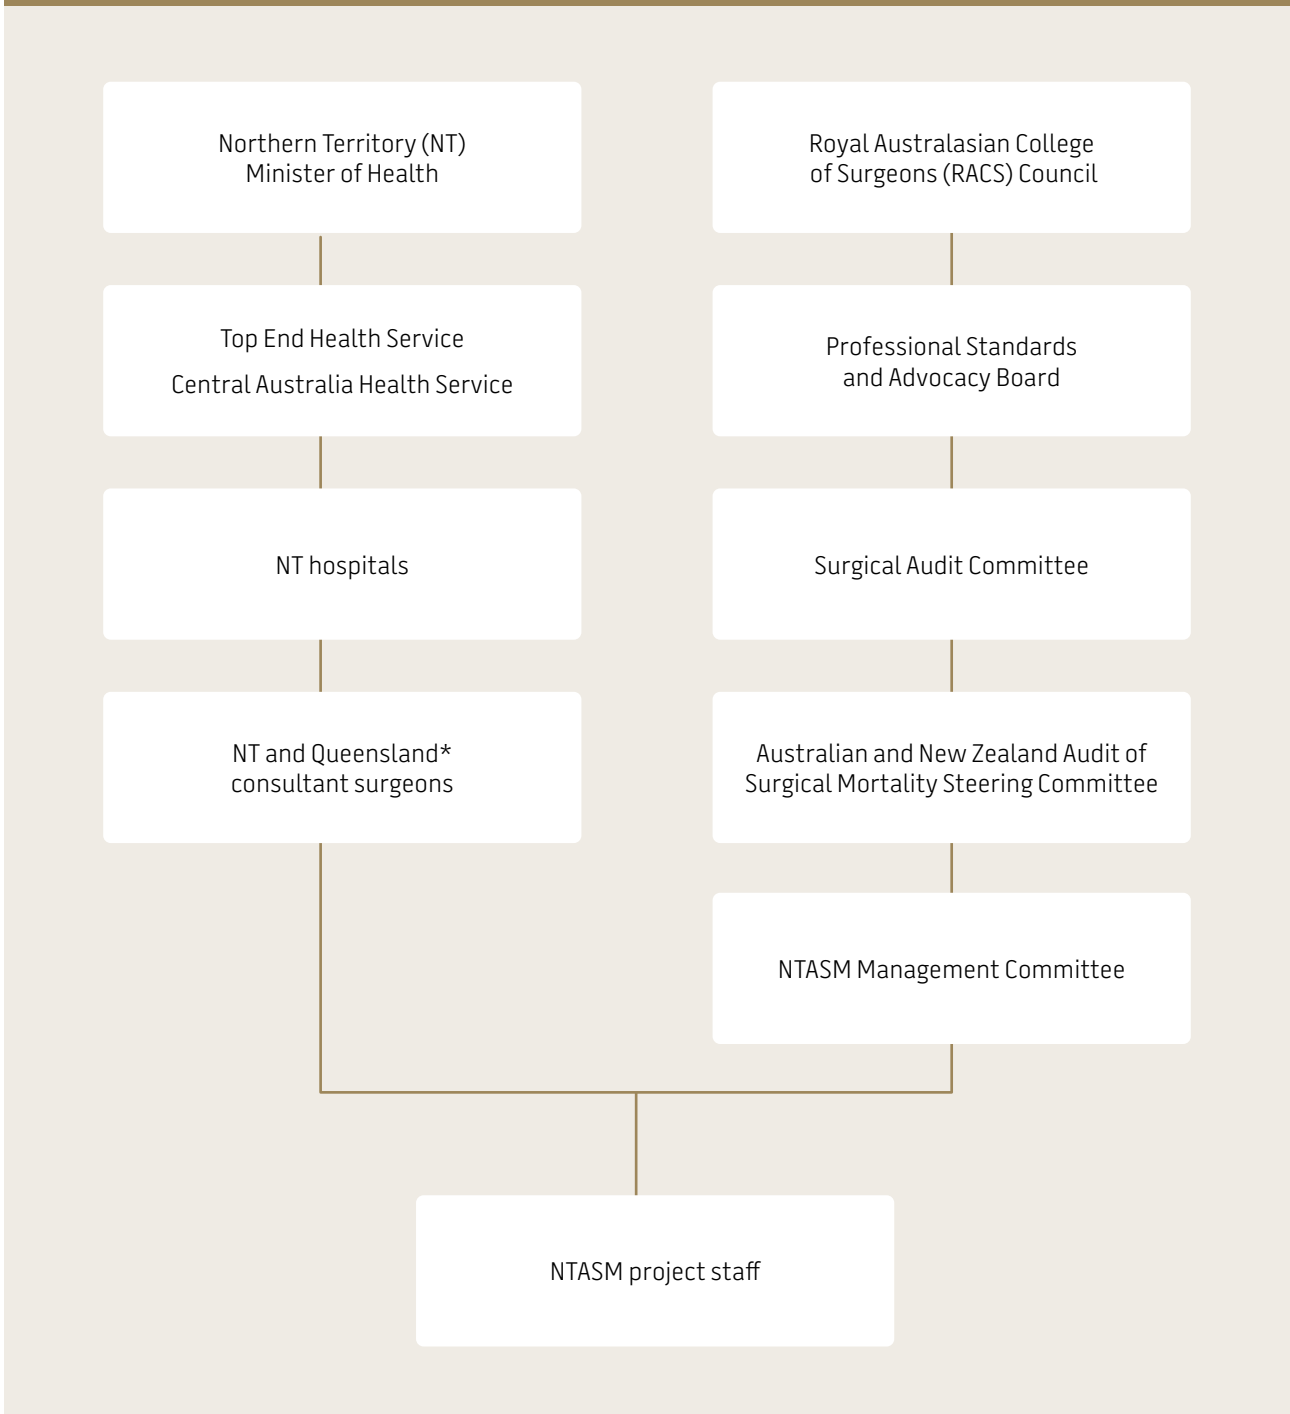 Northern Territory (NT)
Minister of Health
Top End Health Service
Central Australia Health Service
NT hospitals
NT and Queensland*
consultant surgeons
Royal Australasian College
of Surgeons (RACS) Council
Professional Standards
and Advocacy Board
Surgical Audit Committee
Australian and New Zealand Audit of
Surgical Mortality Steering Committee
NTASM Management Committee
NTASM project staff